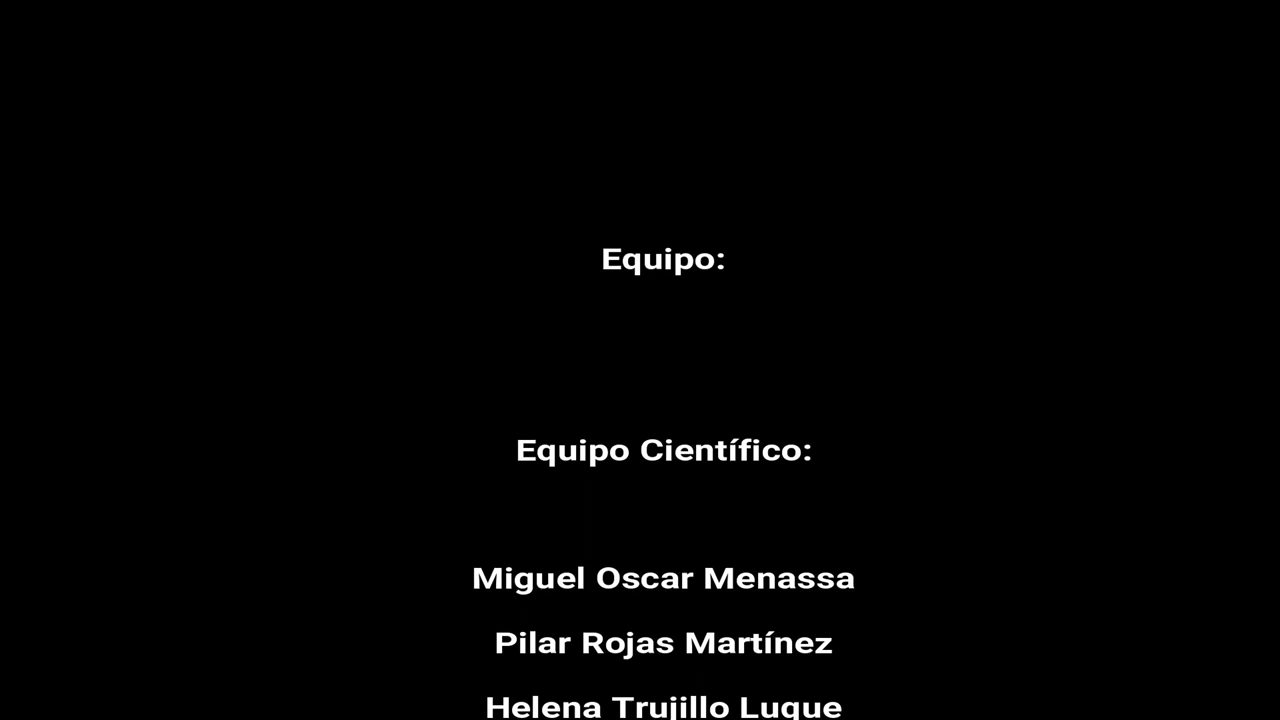 Equipo:
Equipo Científico:
Miguel Oscar Menassa
Pilar Rojas Martínez
Helena Trujillo Luque